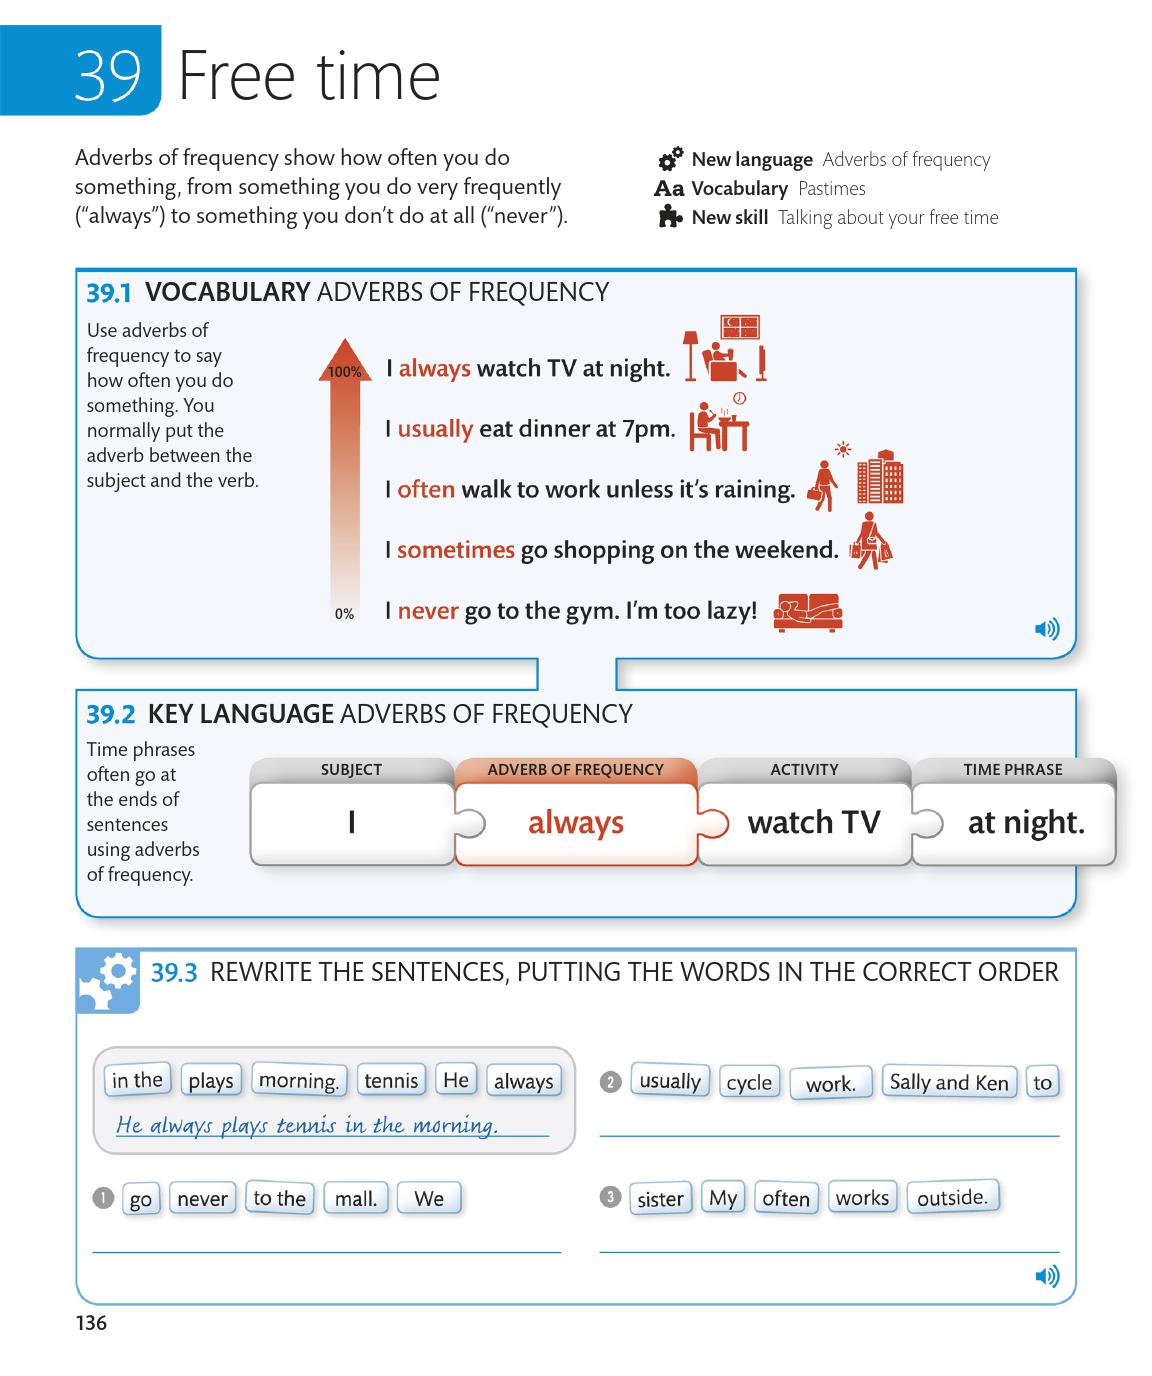 39 Free time
Adverbs of frequency show how often you do
something, from something you do very frequently
(“always”) to something you don’t do at all (“never”).
New language Adverbs of frequency
Aa Vocabulary Pastimes
New skill Talking about your free time
39.1 VOCABULARY ADVERBS OF FREQUENCY
Use adverbs of
frequency to say
how often you do
something. You
normally put the
adverb between the
subject and the verb.
100%
I always watch TV at night.
I usually eat dinner at 7pm.
I often walk to work unless it’s raining.
I sometimes go shopping on the weekend.
0%
I never go to the gym. I’m too lazy!
39.2 KEY LANGUAGE ADVERBS OF FREQUENCY
Time phrases
often go at
the ends of
sentences
using adverbs
of frequency.
SUBJECT ADVERB OF FREQUENCY ACTIVITY TIME PHRASE
I always watch TV at night.
39.3 REWRITE THE SENTENCES, PUTTING THE WORDS IN THE CORRECT ORDER
in the plays morning. tennis He always
He always plays tennis in the morning.
1 go never to the mall. We
2 usually cycle work. Sally and Ken to
3 sister My often works outside.
136